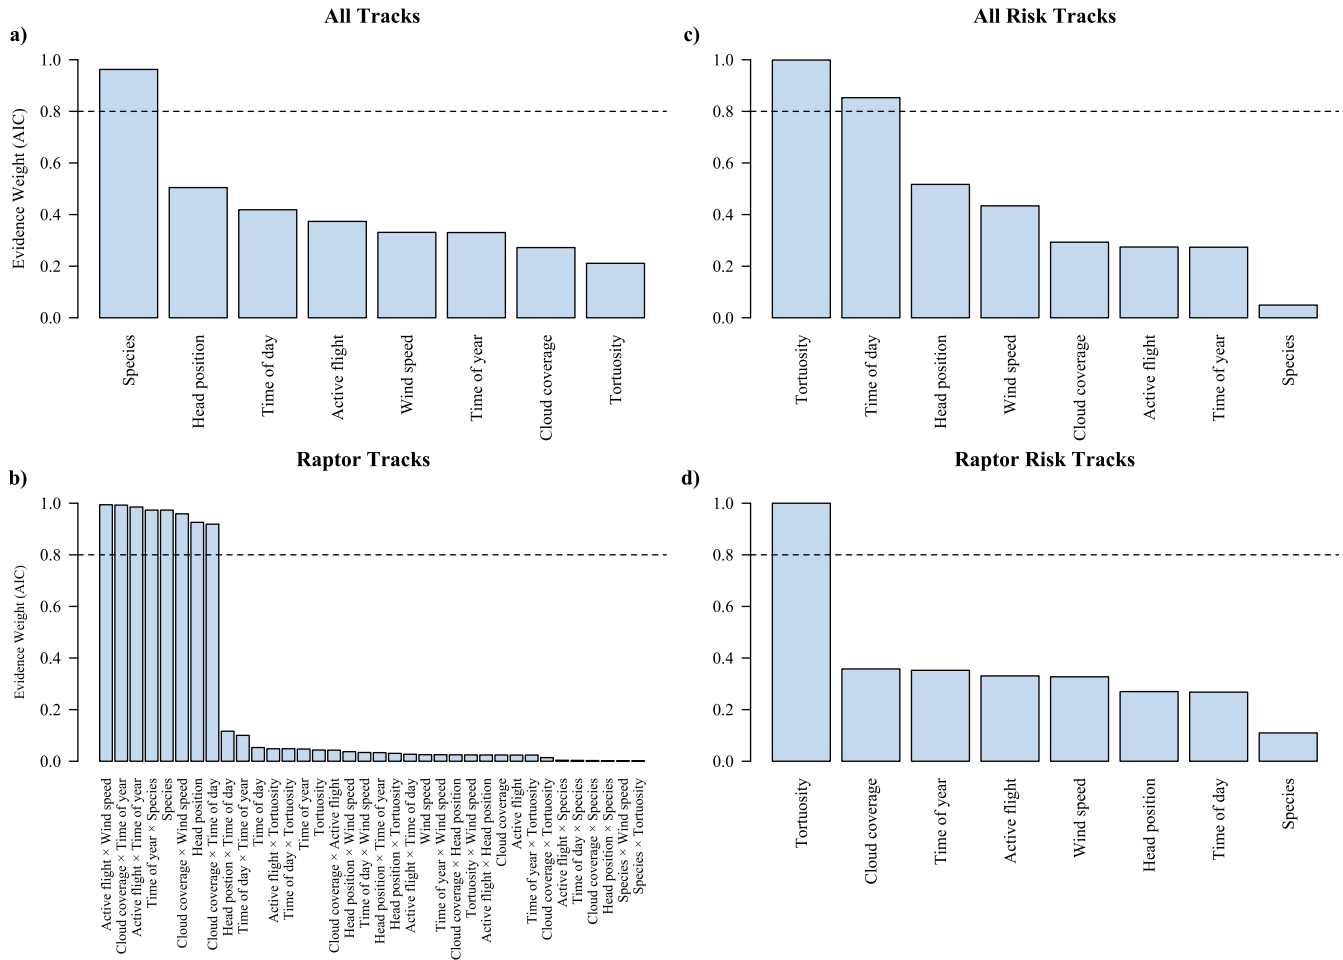 All Tracks
a)
Evidence Weight (AIC)
1.0
0.8
0.6
0.4
0.2
0.0
Species
Head position
Time of day
Active flight
Wind speed
Time of year
Cloud coverage
Tortuosity
All Risk Tracks
c)
1.0
0.8
0.6
0.4
0.2
0.0
Tortuosity
Time of day
Head position
Wind speed
Cloud coverage
Active flight
Time of year
Species
Raptor Tracks
b)
Evidence Weight (AIC)
1.0
0.8
0.6
0.4
0.2
0.0
Active flight × Wind speed
Cloud coverage × Time of year
Active flight × Time of year
Time of year × Species
Species
Cloud coverage × Wind speed
Head position
Cloud coverage × Time of day
Head postion × Time of day
Time of day × Time of year
Time of day
Active flight × Tortuosity
Time of day × Tortuosity
Time of year
Tortuosity
Cloud coverage × Active flight
Head position × Wind speed
Time of day × Wind speed
Head postion × Time of year
Head position × Tortuosity
Active flight × Time of day
Wind speed
Time of year × Wind speed
Cloud coverage × Head position
Tortuosity × Wind speed
Active flight × Head position
Cloud coverage
Active flight
Time of year × Tortuosity
Cloud coverage × Tortuosity
Active flight × Species
Time of day × Species
Cloud coverage × Species
Head position × Species
Species × Wind speed
Species × Tortuosity
Raptor Risk Tracks
d)
1.0
0.8
0.6
0.4
0.2
0.0
Tortuosity
Cloud coverage
Time of year
Active flight
Wind speed
Head position
Time of day
Species